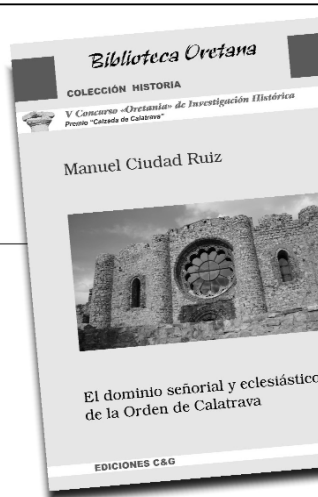 Biblioteca Oretana
COLECCIÓN HISTORIA
V Concurso «Oretania» de Investigación Histórica
Premio "Calzada de Calatrava"
Manuel Ciudad Ruiz
El dominio señorial y eclesiástico
de la Orden de Calatrava
EDICIONES C&G